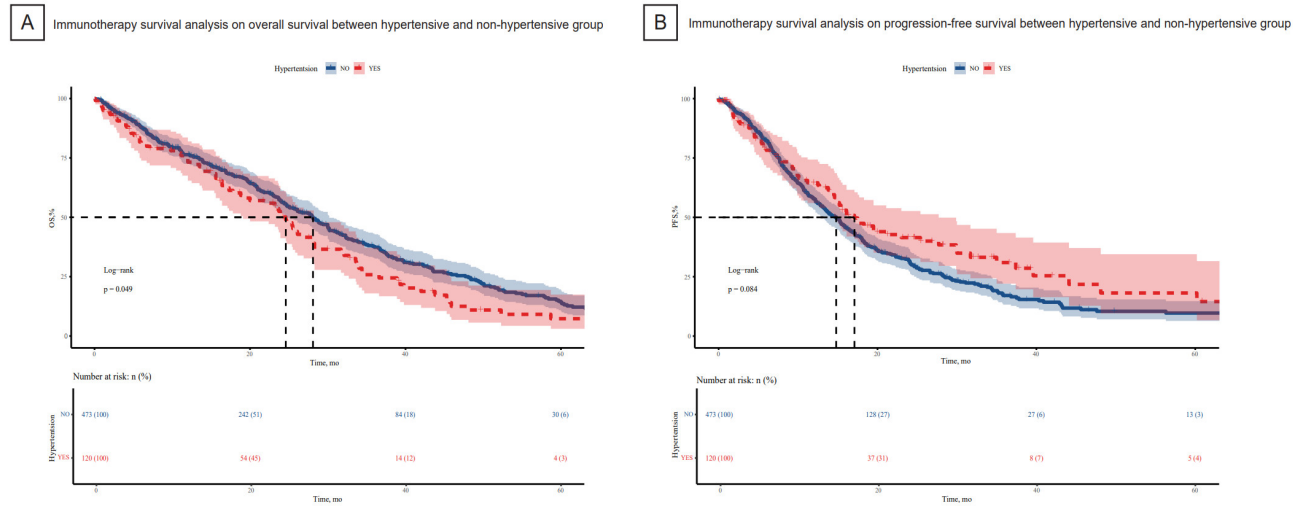 A Immunotherapy survival analysis on overall survival between hypertensive and non-hypertensive group
Hypertentsion NO YES
100
75
50
25
0
OS,%
Log-rank
p = 0.049
0 20 40 60
Time, mo
Number at risk: n (%)
Hypertentsion
NO 473 (100) 242 (51) 84 (18) 30 (6)
YES 120 (100) 54 (45) 14 (12) 4 (3)
0 20 40 60
Time, mo
B Immunotherapy survival analysis on progression-free survival between hypertensive and non-hypertensive group
Hypertentsion NO YES
100
75
50
25
0
PFS,%
Log-rank
p = 0.084
0 20 40 60
Time, mo
Number at risk: n (%)
Hypertentsion
NO 473 (100) 128 (27) 27 (6) 13 (3)
YES 120 (100) 37 (31) 8 (7) 5 (4)
0 20 40 60
Time, mo